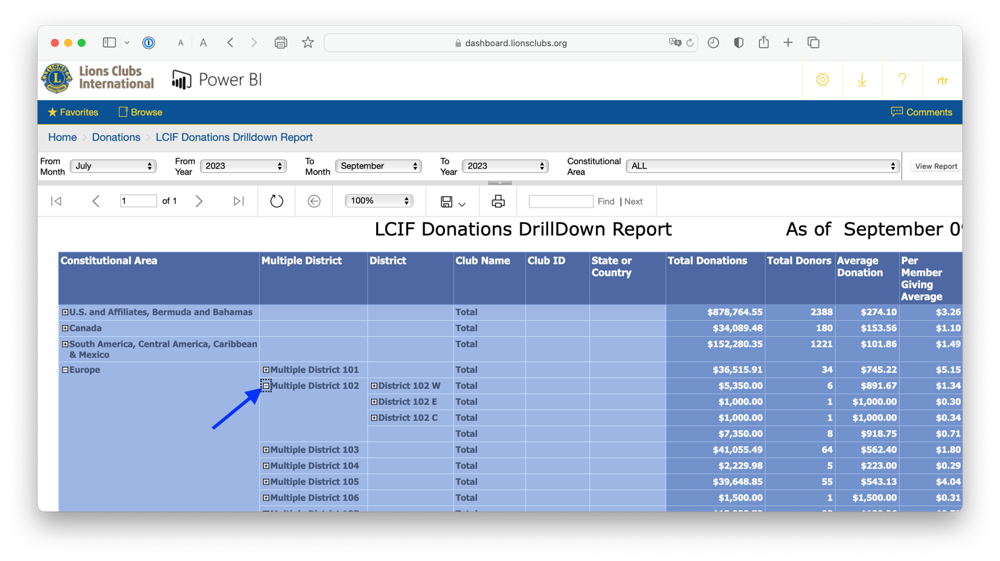 A A dashboard.lionsclubs.org
Lions Clubs
International
Power BI
rtr
Favorites Browse Comments
Home > Donations > LCIF Donations Drilldown Report
From Month July From Year 2023 To Month September To Year 2023 Constitutional Area ALL View Report
1 of 1 100% Find | Next
LCIF Donations DrillDown Report As of September
Constitutional Area Multiple District District Club Name Club ID State or Country Total Donations Total Donors Average Donation Per Member Giving Average
U.S. and Affiliates, Bermuda and Bahamas Total $878,764.55 2388 $274.10 $3.26
Canada Total $34,089.48 180 $153.56 $1.10
South America, Central America, Caribbean & Mexico Total $152,280.35 1221 $101.86 $1.49
Europe Multiple District 101 Total $36,515.91 34 $745.22 $5.15
Multiple District 102 District 102 W Total $5,350.00 6 $891.67 $1.34
District 102 E Total $1,000.00 1 $1,000.00 $0.30
District 102 C Total $1,000.00 1 $1,000.00 $0.34
Total $7,350.00 8 $918.75 $0.71
Multiple District 103 Total $41,055.49 64 $562.40 $1.80
Multiple District 104 Total $2,229.98 5 $223.00 $0.29
Multiple District 105 Total $39,648.85 55 $543.13 $4.04
Multiple District 106 Total $1,500.00 1 $1,500.00 $0.31